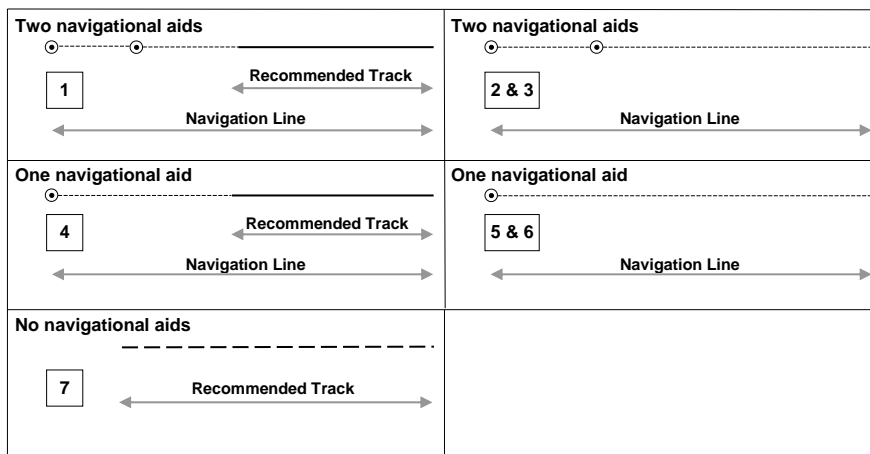 Two navigational aids
Recommended Track
1
Navigation Line
Two navigational aids
2 & 3
Navigation Line
One navigational aid
Recommended Track
4
Navigation Line
One navigational aid
5 & 6
Navigation Line
No navigational aids
7
Recommended Track